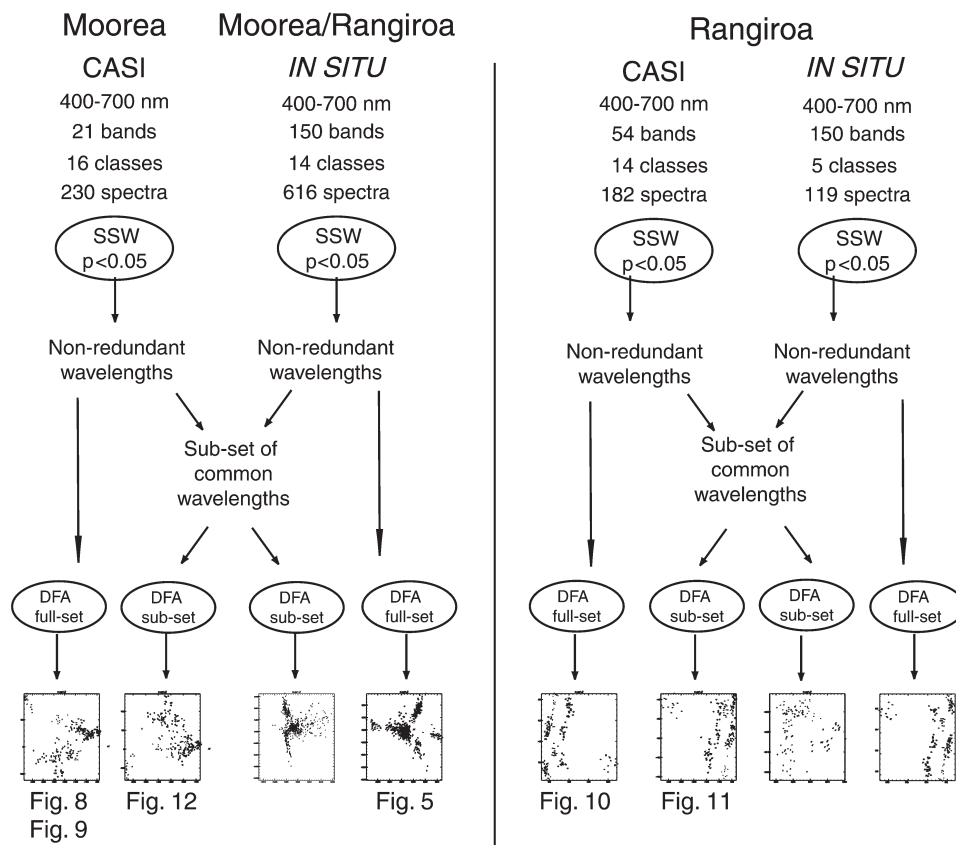 Moorea
Moorea/Rangiroa
Rangiroa
CASI
IN SITU
CASI
IN SITU
400-700 nm
21 bands
16 classes
230 spectra
400-700 nm
150 bands
14 classes
616 spectra
400-700 nm
54 bands
14 classes
182 spectra
400-700 nm
150 bands
5 classes
119 spectra
SSW
p<0.05
SSW
p<0.05
SSW
p<0.05
SSW
p<0.05
Non-redundant
wavelengths
Non-redundant
wavelengths
Non-redundant
wavelengths
Non-redundant
wavelengths
Sub-set of
common
wavelengths
Sub-set of
common
wavelengths
DFA
full-set
DFA
sub-set
DFA
sub-set
DFA
full-set
DFA
full-set
DFA
sub-set
DFA
sub-set
DFA
full-set
Fig. 8
Fig. 9
Fig. 12
Fig. 5
Fig. 10
Fig. 11